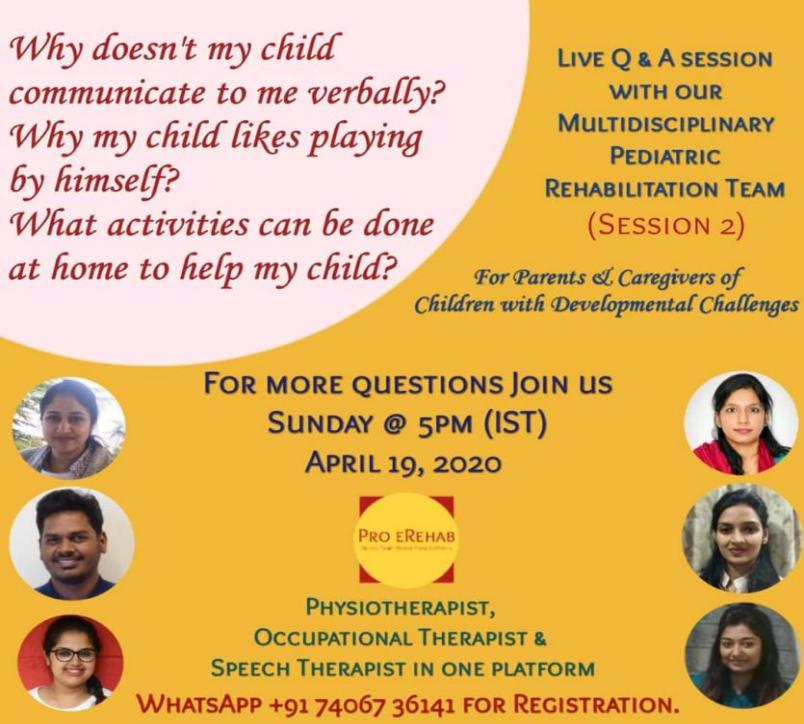 Why doesn't my child
communicate to me verbally?
Why my child likes playing
by himself?
What activities can be done
at home to help my child?
Live Q & A session
with our
Multidisciplinary
Pediatric
Rehabilitation Team
(Session 2)
For Parents & Caregivers of
Children with Developmental Challenges
For more questions Join us
Sunday @ 5pm (IST)
April 19, 2020
Pro eRehab
Physiotherapist,
Occupational Therapist &
Speech Therapist in one platform
WhatsApp +91 74067 36141 for Registration.